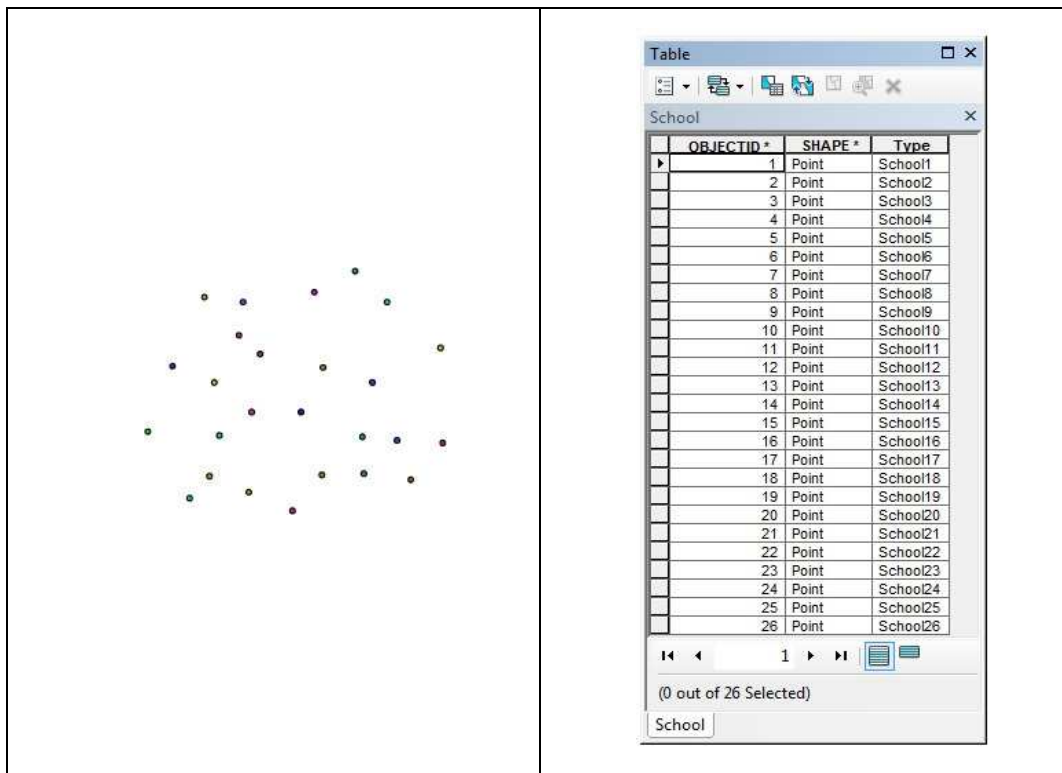 Table
School
OBJECTID * SHAPE * Type
1 Point School1
2 Point School2
3 Point School3
4 Point School4
5 Point School5
6 Point School6
7 Point School7
8 Point School8
9 Point School9
10 Point School10
11 Point School11
12 Point School12
13 Point School13
14 Point School14
15 Point School15
16 Point School16
17 Point School17
18 Point School18
19 Point School19
20 Point School20
21 Point School21
22 Point School22
23 Point School23
24 Point School24
25 Point School25
26 Point School26
1
(0 out of 26 Selected)
School